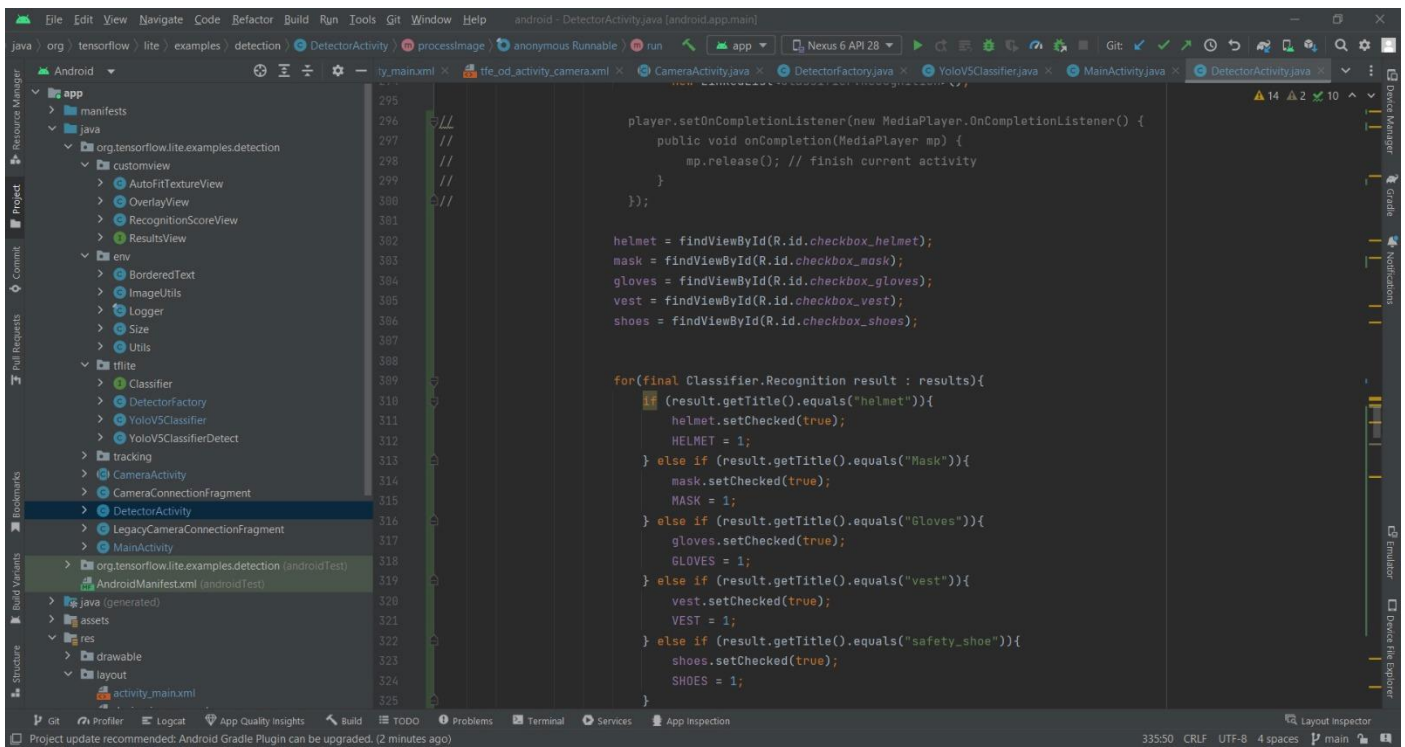 File Edit View Navigate Code Refactor Build Run Tools Git Window Help android - DetectorActivity.java [android.app.main]
java 〉 org 〉 tensorflow 〉 lite 〉 examples 〉 detection 〉 DetectorActivity 〉 processImage 〉 anonymous Runnable 〉 run app Nexus 6 API 28 Git:
Android
ty_main.xml tfe_od_activity_camera.xml CameraActivity.java DetectorFactory.java YoloV5Classifier.java MainActivity.java DetectorActivity.java
14 2 10
Resource Manager
Project
Commit
Pull Requests
Bookmarks
Build Variants
Structure
app
manifests
java
org.tensorflow.lite.examples.detection
customview
AutoFitTextureView
OverlayView
RecognitionScoreView
ResultsView
env
BorderedText
ImageUtils
Logger
Size
Utils
tflite
Classifier
DetectorFactory
YoloV5Classifier
YoloV5ClassifierDetect
tracking
CameraActivity
CameraConnectionFragment
DetectorActivity
LegacyCameraConnectionFragment
MainActivity
org.tensorflow.lite.examples.detection (androidTest)
AndroidManifest.xml (androidTest)
java (generated)
assets
res
drawable
layout
activity_main.xml
new LinkedList<Classifier.Recognition>();
295
296 // player.setOnCompletionListener(new MediaPlayer.OnCompletionListener() {
297 // public void onCompletion(MediaPlayer mp) {
298 // mp.release(); // finish current activity
299 // }
300 // });
301
302 helmet = findViewById(R.id.checkbox_helmet);
303 mask = findViewById(R.id.checkbox_mask);
304 gloves = findViewById(R.id.checkbox_gloves);
305 vest = findViewById(R.id.checkbox_vest);
306 shoes = findViewById(R.id.checkbox_shoes);
307
308
309 for(final Classifier.Recognition result : results){
310 if (result.getTitle().equals("helmet")){
311 helmet.setChecked(true);
312 HELMET = 1;
313 } else if (result.getTitle().equals("Mask")){
314 mask.setChecked(true);
315 MASK = 1;
316 } else if (result.getTitle().equals("Gloves")){
317 gloves.setChecked(true);
318 GLOVES = 1;
319 } else if (result.getTitle().equals("vest")){
320 vest.setChecked(true);
321 VEST = 1;
322 } else if (result.getTitle().equals("safety_shoe")){
323 shoes.setChecked(true);
324 SHOES = 1;
325 }
Device Manager
Gradle
Notifications
Emulator
Device File Explorer
Git Profiler Logcat App Quality Insights Build TODO Problems Terminal Services App Inspection Layout Inspector
Project update recommended: Android Gradle Plugin can be upgraded. (2 minutes ago) 335:50 CRLF UTF-8 4 spaces main